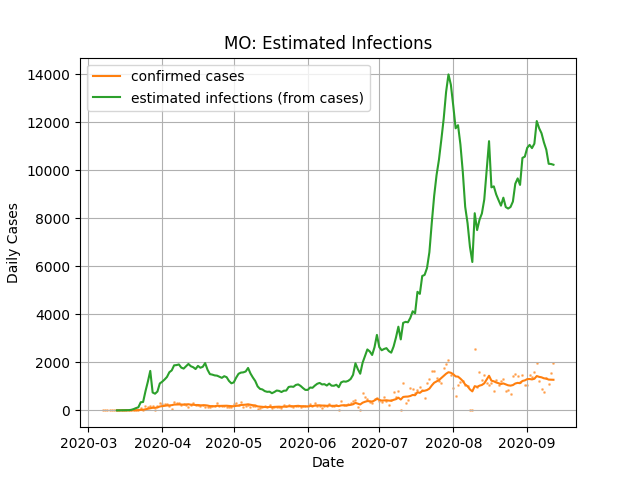 MO: Estimated Infections
confirmed cases
estimated infections (from cases)
Daily Cases
14000
12000
10000
8000
6000
4000
2000
0
2020-03 2020-04 2020-05 2020-06 2020-07 2020-08 2020-09
Date